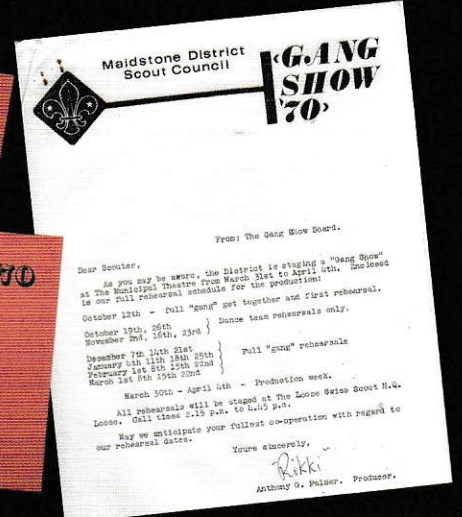 Maidstone District
Scout Council
‹GANG
SHOW
'70›
From: The Gang Show Board.
Dear Scouter,
As you may be aware, the District is staging a "Gang Show"
at The Municipal Theatre from March 31st to April 4th. Enclosed
is our full rehearsal schedule for the production:
October 12th - full "gang" get together and first rehearsal.
October 19th, 26th
November 2nd, 16th, 23rd
Dance team rehearsals only.
December 7th 14th 21st
January 4th 11th 18th 25th
February 1st 8th 15th 22nd
March 1st 8th 15th 22nd
Full "gang" rehearsals
March 30th - April 4th - Production week.
All rehearsals will be staged at The Loose Swiss Scout H.Q.
Loose. Call times 2.15 p.m. to 4.45 p.m.
May we anticipate your fullest co-operation with regard to
our rehearsal dates.
Yours sincerely,
Rikki
Anthony G. Palmer. Producer.
70